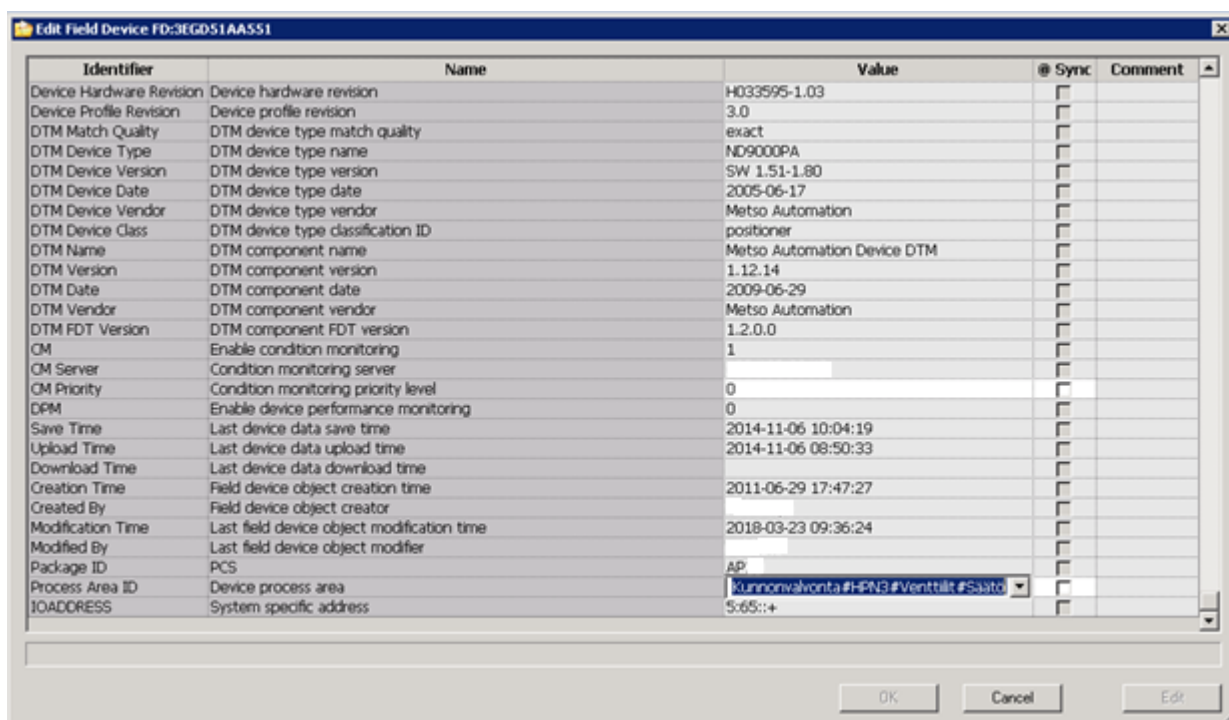 Edit Field Device FD:3EGD51AA551
Identifier Name Value @ Sync Comment
Device Hardware Revision Device hardware revision H033595-1.03
Device Profile Revision Device profile revision 3.0
DTM Match Quality DTM device type match quality exact
DTM Device Type DTM device type name ND9000PA
DTM Device Version DTM device type version SW 1.51-1.80
DTM Device Date DTM device type date 2005-06-17
DTM Device Vendor DTM device type vendor Metso Automation
DTM Device Class DTM device type classification ID positioner
DTM Name DTM component name Metso Automation Device DTM
DTM Version DTM component version 1.12.14
DTM Date DTM component date 2009-06-29
DTM Vendor DTM component vendor Metso Automation
DTM FDT Version DTM component FDT version 1.2.0.0
CM Enable condition monitoring 1
CM Server Condition monitoring server
CM Priority Condition monitoring priority level 0
DPM Enable device performance monitoring 0
Save Time Last device data save time 2014-11-06 10:04:19
Upload Time Last device data upload time 2014-11-06 08:50:33
Download Time Last device data download time
Creation Time Field device object creation time 2011-06-29 17:47:27
Created By Field device object creator
Modification Time Last field device object modification time 2018-03-23 09:36:24
Modified By Last field device object modifier
Package ID PCS AP
Process Area ID Device process area Kunnonvalvonta#HPN3#Venttiilit#Säätö
IOADDRESS System specific address 5:65::+
OK Cancel Edit